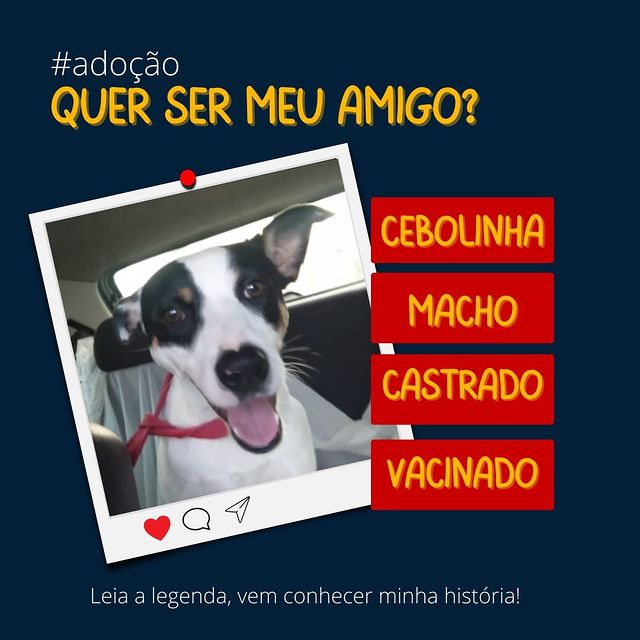 #adoção
QUER SER MEU AMIGO?
CEBOLINHA
MACHO
CASTRADO
VACINADO
Leia a legenda, vem conhecer minha história!